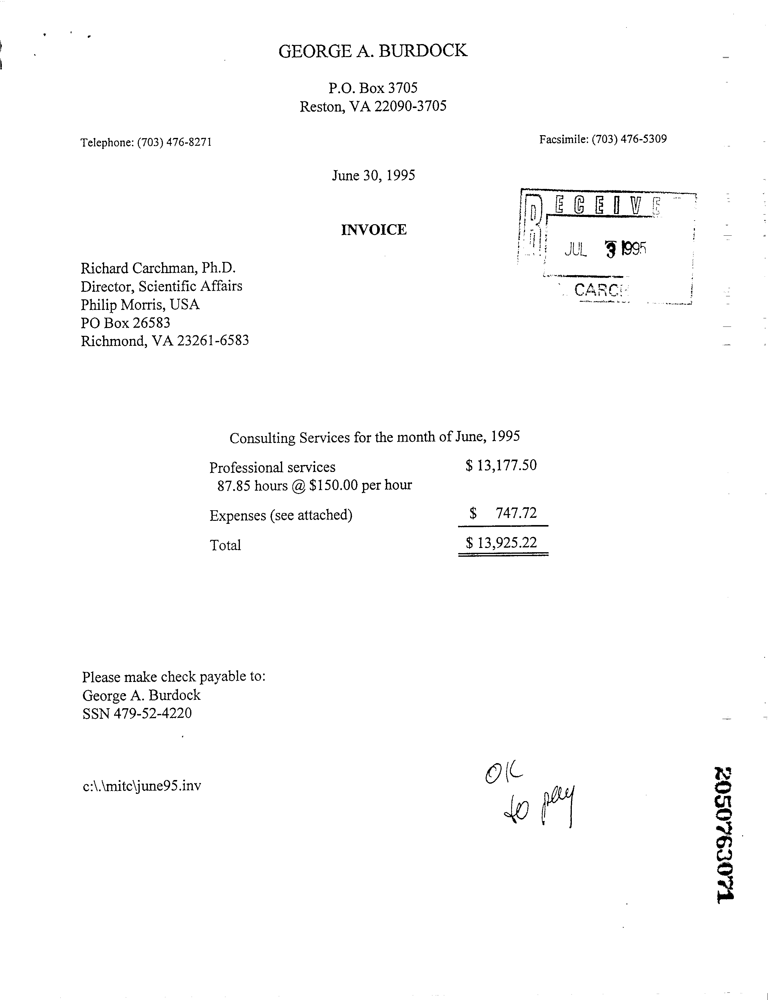 GEORGE A. BURDOCK
P.O. Box 3705
Reston, VA 22090-3705
Telephone: (703) 476-8271
Facsimile: (703) 476-5309
June 30, 1995
RECEIVE
JUL 3 1995
INVOICE
Richard Carchman, Ph.D.
Director, Scientific Affairs
Philip Morris, USA
PO Box 26583
Richmond, VA 23261-6583
Consulting Services for the month of June, 1995
Professional services $ 13,177.50
87.85 hours @ $150.00 per hour
Expenses (see attached) $ 747.72
Total $ 13,925.22
Please make check payable to:
George A. Burdock
SSN 479-52-4220
c:\.\mitc\june95.inv
OK
to pay
2050763071